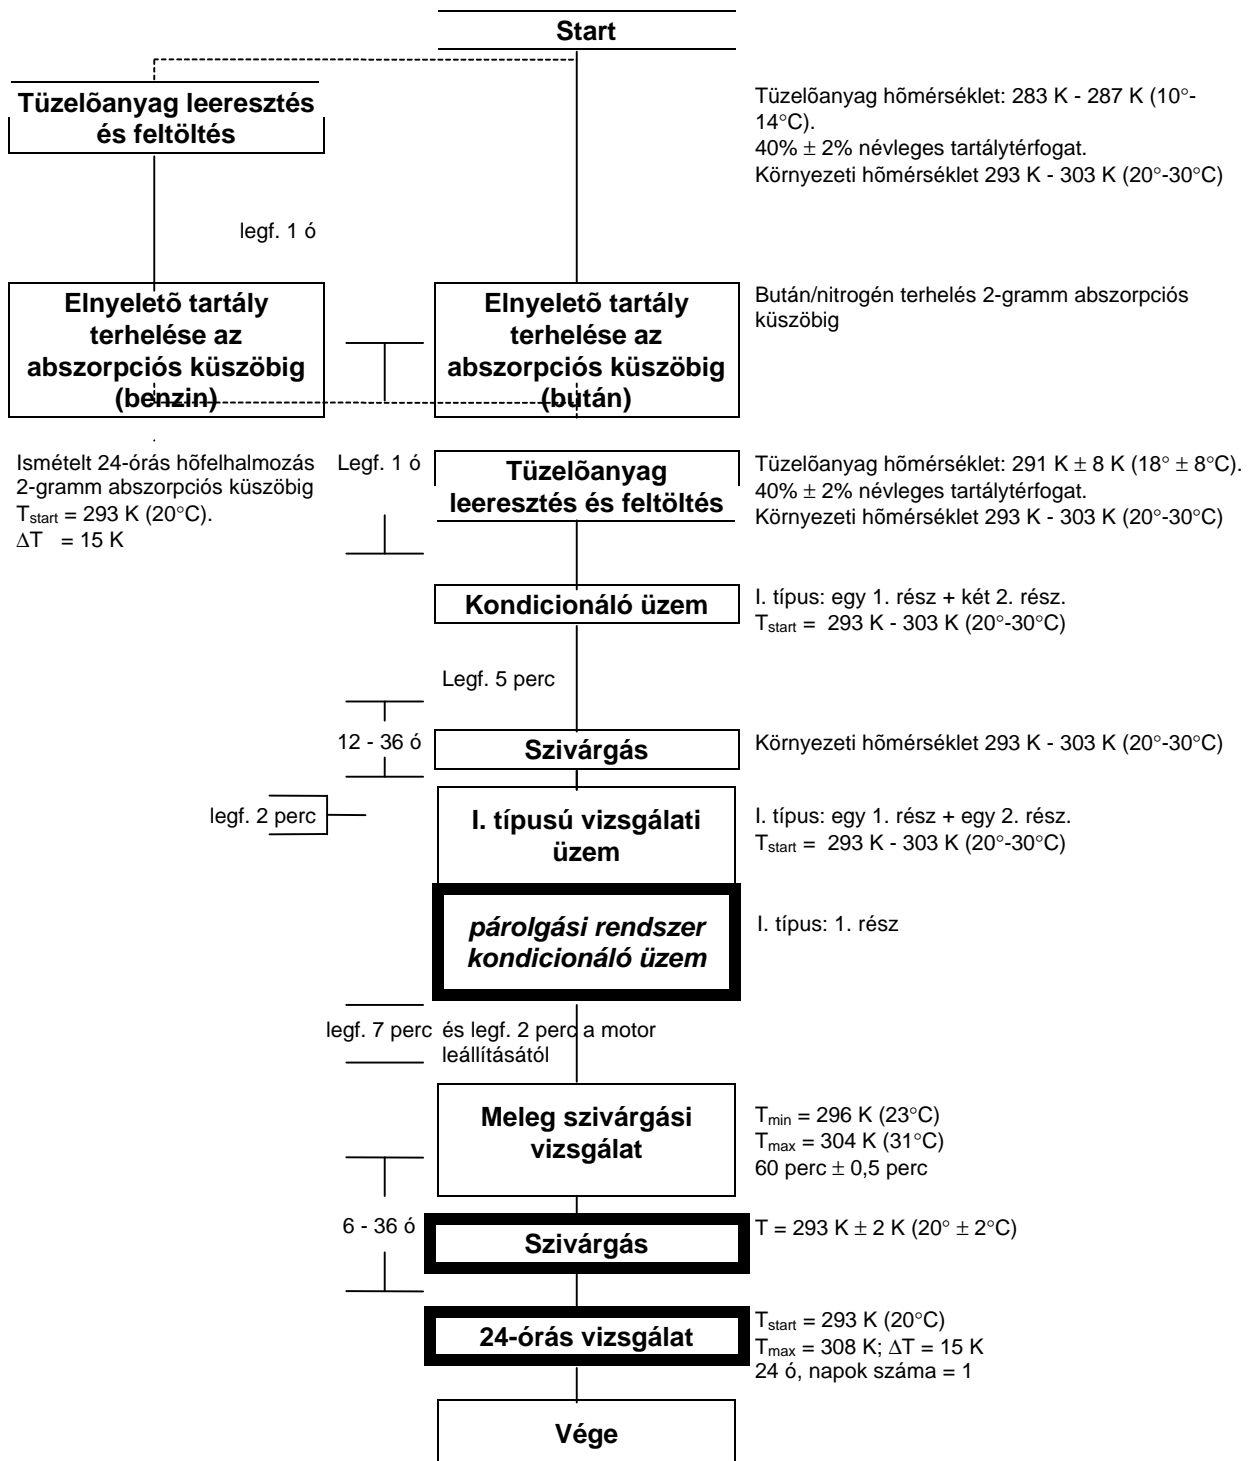 Start
Tüzelõanyag leeresztés
és feltöltés
Tüzelõanyag hõmérséklet: 283 K - 287 K (10°-
14°C).
40% ± 2% névleges tartálytérfogat.
Környezeti hõmérséklet 293 K - 303 K (20°-30°C)
legf. 1 ó
Elnyeletõ tartály
terhelése az
abszorpciós küszöbig
(benzin)
Elnyeletõ tartály
terhelése az
abszorpciós küszöbig
(bután)
Bután/nitrogén terhelés 2-gramm abszorpciós
küszöbig
Ismételt 24-órás hõfelhalmozás
2-gramm abszorpciós küszöbig
Tstart = 293 K (20°C).
ΔT = 15 K
Legf. 1 ó
Tüzelõanyag
leeresztés és feltöltés
Tüzelõanyag hõmérséklet: 291 K ± 8 K (18° ± 8°C).
40% ± 2% névleges tartálytérfogat.
Környezeti hõmérséklet 293 K - 303 K (20°-30°C)
Kondicionáló üzem
I. típus: egy 1. rész + két 2. rész.
Tstart = 293 K - 303 K (20°-30°C)
Legf. 5 perc
12 - 36 ó
Szivárgás
Környezeti hõmérséklet 293 K - 303 K (20°-30°C)
legf. 2 perc
I. típusú vizsgálati
üzem
I. típus: egy 1. rész + egy 2. rész.
Tstart = 293 K - 303 K (20°-30°C)
párolgási rendszer
kondicionáló üzem
I. típus: 1. rész
legf. 7 perc és legf. 2 perc a motor
leállításától
Meleg szivárgási
vizsgálat
Tmin = 296 K (23°C)
Tmax = 304 K (31°C)
60 perc ± 0,5 perc
6 - 36 ó
Szivárgás
T = 293 K ± 2 K (20° ± 2°C)
24-órás vizsgálat
Tstart = 293 K (20°C)
Tmax = 308 K; ΔT = 15 K
24 ó, napok száma = 1
Vége